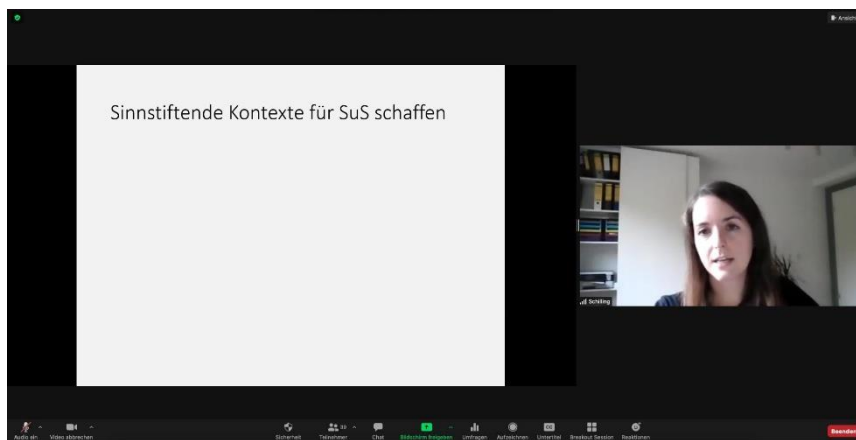 Ansicht
Sinnstiftende Kontexte für SuS schaffen
Schilling
Audio ein
Video abbrechen
Sicherheit
Teilnehmer
Chat
Bildschirm freigeben
Umfragen
Aufzeichnen
Untertitel
Breakout Session
Reaktionen
Beenden